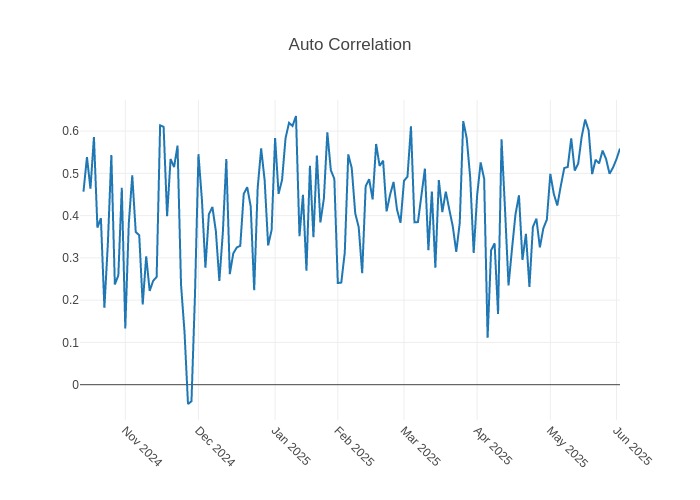 Auto Correlation
0.6
0.5
0.4
0.3
0.2
0.1
0
Nov 2024
Dec 2024
Jan 2025
Feb 2025
Mar 2025
Apr 2025
May 2025
Jun 2025